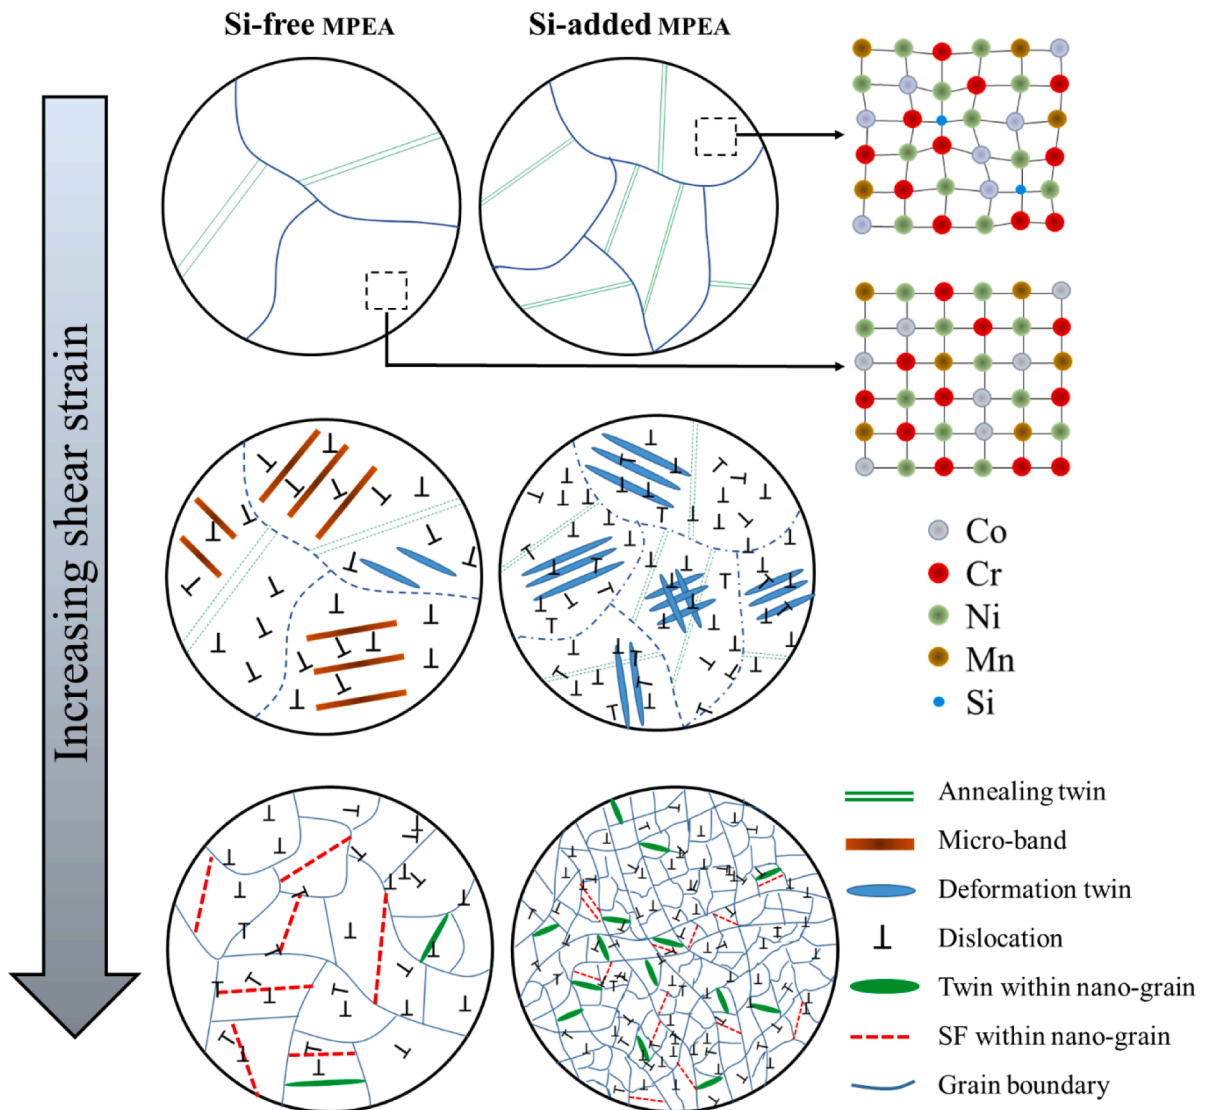 Si-free MPEA
Si-added MPEA
Increasing shear strain
Co
Cr
Ni
Mn
Si
Annealing twin
Micro-band
Deformation twin
Dislocation
Twin within nano-grain
SF within nano-grain
Grain boundary